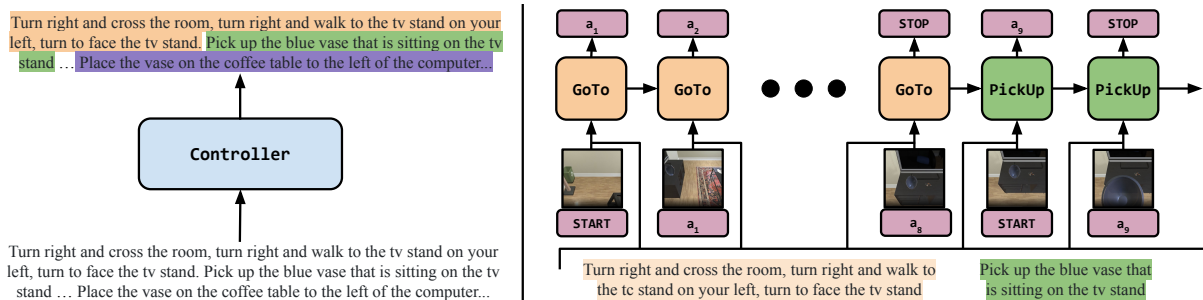 Turn right and cross the room, turn right and walk to the tv stand on your
left, turn to face the tv stand. Pick up the blue vase that is sitting on the tv
stand … Place the vase on the coffee table to the left of the computer...
Controller
Turn right and cross the room, turn right and walk to the tv stand on your
left, turn to face the tv stand. Pick up the blue vase that is sitting on the tv
stand … Place the vase on the coffee table to the left of the computer...
a₁ a₂ STOP a₉ STOP
GoTo GoTo GoTo PickUp PickUp
START a₁ a₈ START a₉
Turn right and cross the room, turn right and walk to
the tc stand on your left, turn to face the tv stand
Pick up the blue vase that
is sitting on the tv stand